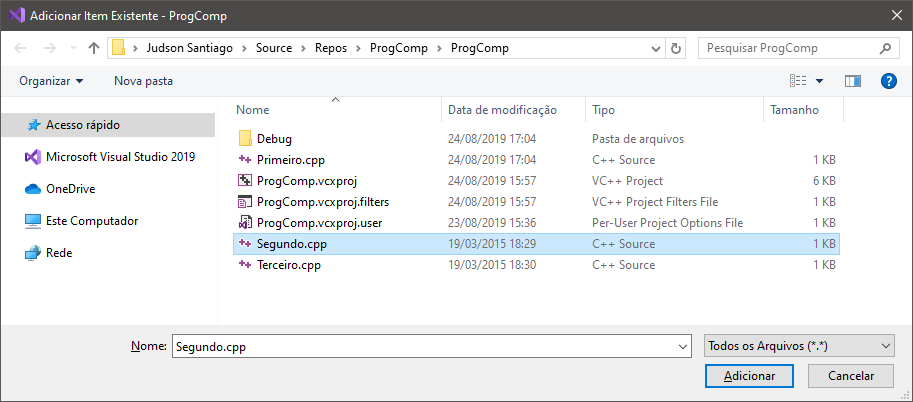 Adicionar Item Existente - ProgComp
Judson Santiago > Source > Repos > ProgComp > ProgComp
Pesquisar ProgComp
Organizar
Nova pasta
Acesso rápido
Microsoft Visual Studio 2019
OneDrive
Este Computador
Rede
Nome Data de modificação Tipo Tamanho
Debug 24/08/2019 17:04 Pasta de arquivos
Primeiro.cpp 24/08/2019 17:04 C++ Source 1 KB
ProgComp.vcxproj 24/08/2019 15:57 VC++ Project 6 KB
ProgComp.vcxproj.filters 24/08/2019 15:57 VC++ Project Filters File 1 KB
ProgComp.vcxproj.user 23/08/2019 15:36 Per-User Project Options File 1 KB
Segundo.cpp 19/03/2015 18:29 C++ Source 1 KB
Terceiro.cpp 19/03/2015 18:30 C++ Source 1 KB
Nome: Segundo.cpp
Todos os Arquivos (*.*)
Adicionar
Cancelar